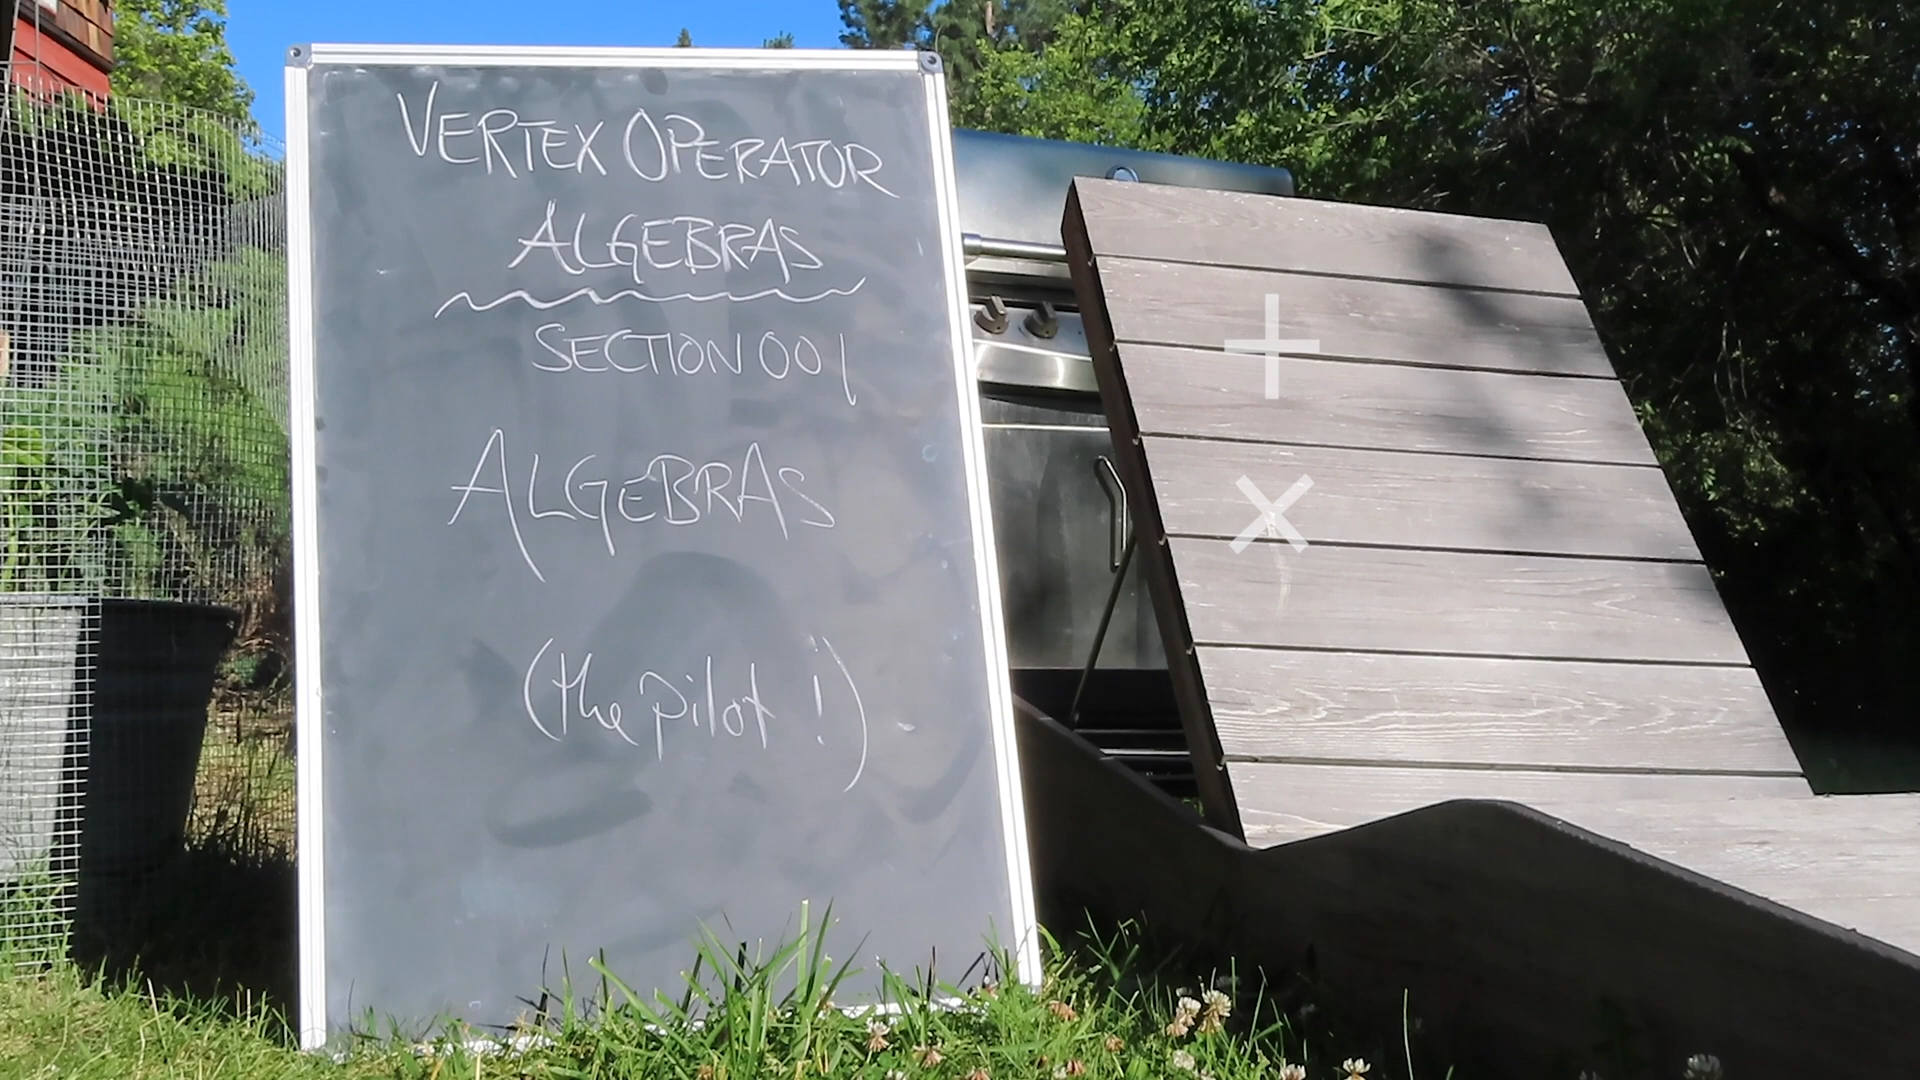 VERTEX OPERATOR
ALGEBRAS
SECTION 001
ALGEBRAS
(the pilot!)
+
×